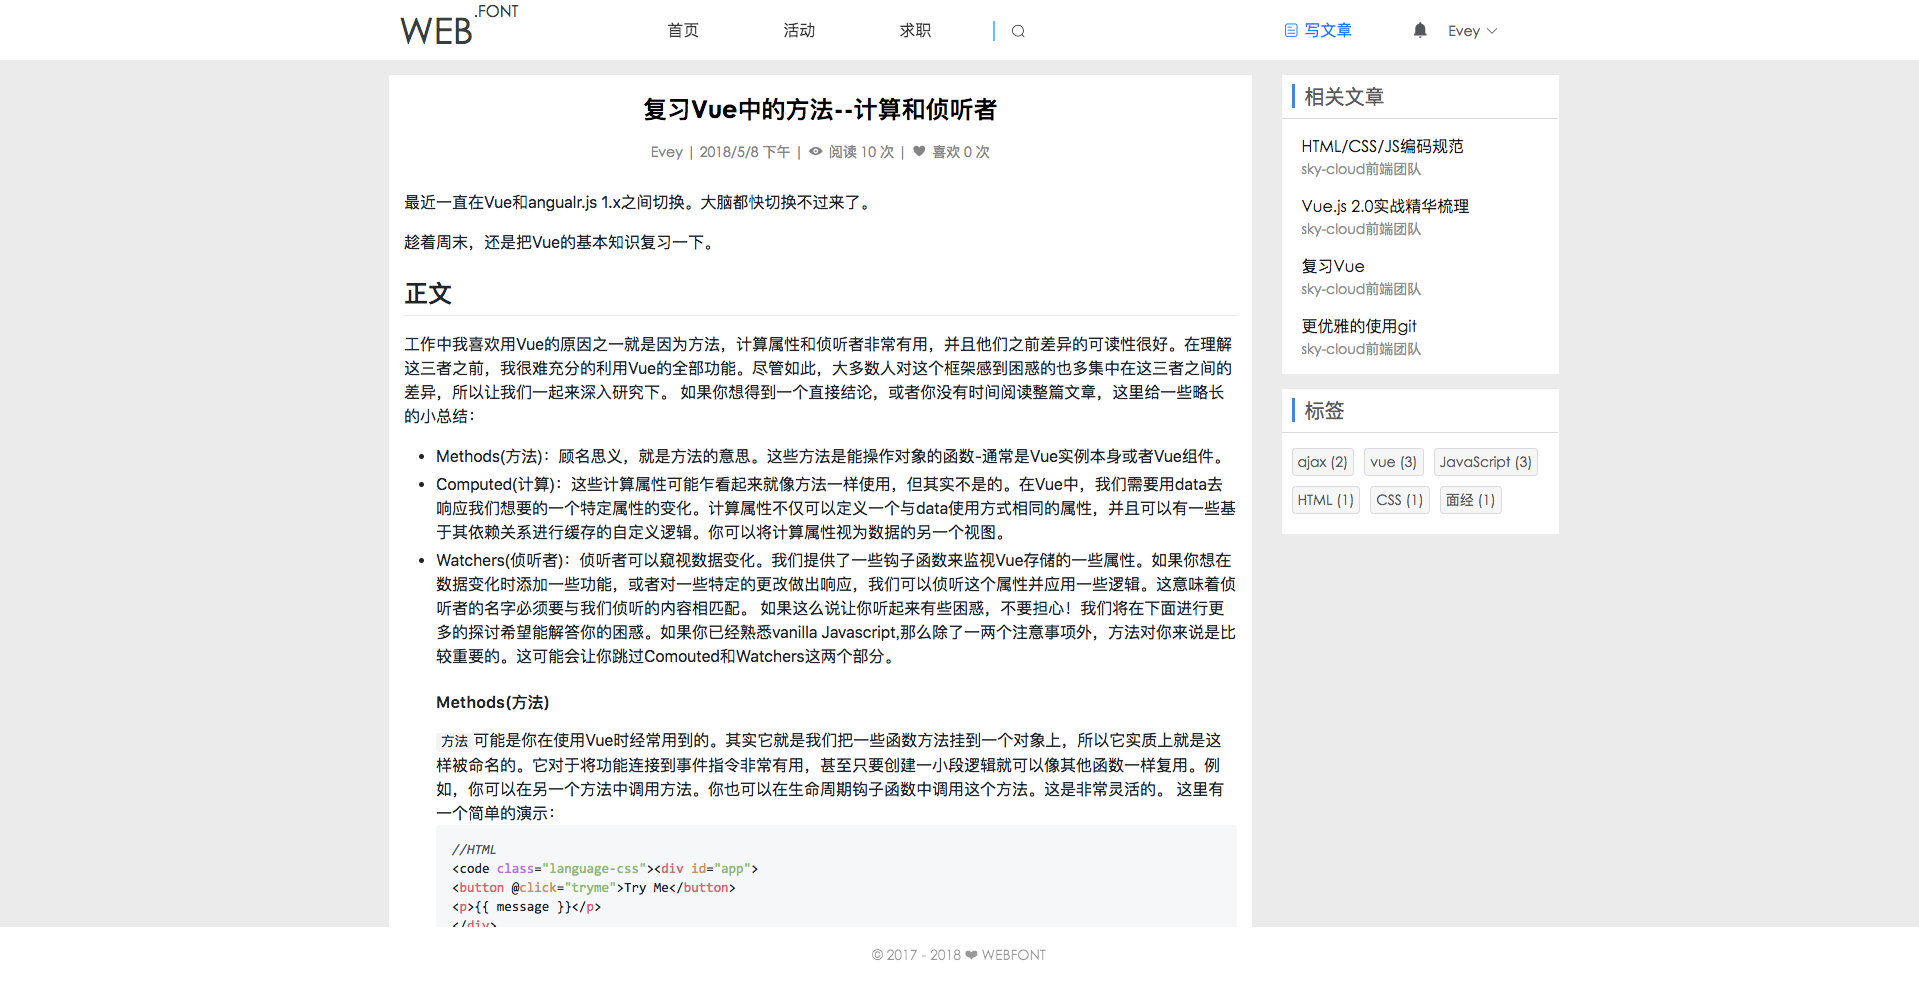 WEB.FONT
首页 活动 求职 写文章 Evey
复习Vue中的方法--计算和侦听者
Evey | 2018/5/8 下午 | 阅读 10 次 | 喜欢 0 次
最近一直在Vue和angualr.js 1.x之间切换。大脑都快切换不过来了。
趁着周末，还是把Vue的基本知识复习一下。
正文
工作中我喜欢用Vue的原因之一就是因为方法，计算属性和侦听者非常有用，并且他们之前差异的可读性很好。在理解
这三者之前，我很难充分的利用Vue的全部功能。尽管如此，大多数人对这个框架感到困惑的也多集中在这三者之间的
差异，所以让我们一起来深入研究下。 如果你想得到一个直接结论，或者你没有时间阅读整篇文章，这里给一些略长
的小总结：
• Methods(方法)：顾名思义，就是方法的意思。这些方法是能操作对象的函数-通常是Vue实例本身或者Vue组件。
• Computed(计算)：这些计算属性可能乍看起来就像方法一样使用，但其实不是的。在Vue中，我们需要用data去
响应我们想要的一个特定属性的变化。计算属性不仅可以定义一个与data使用方式相同的属性，并且可以有一些基
于其依赖关系进行缓存的自定义逻辑。你可以将计算属性视为数据的另一个视图。
• Watchers(侦听者)：侦听者可以窥视数据变化。我们提供了一些钩子函数来监视Vue存储的一些属性。如果你想在
数据变化时添加一些功能，或者对一些特定的更改做出响应，我们可以侦听这个属性并应用一些逻辑。这意味着侦
听者的名字必须要与我们侦听的内容相匹配。 如果这么说让你听起来有些困惑，不要担心！我们将在下面进行更
多的探讨希望能解答你的困惑。如果你已经熟悉vanilla Javascript,那么除了一两个注意事项外，方法对你来说是比
较重要的。这可能会让你跳过Comouted和Watchers这两个部分。
Methods(方法)
方法 可能是你在使用Vue时经常用到的。其实它就是我们把一些函数方法挂到一个对象上，所以它实质上就是这
样被命名的。它对于将功能连接到事件指令非常有用，甚至只要创建一小段逻辑就可以像其他函数一样复用。例
如，你可以在另一个方法中调用方法。你也可以在生命周期钩子函数中调用这个方法。这是非常灵活的。 这里有
一个简单的演示：
//HTML
<code class="language-css"><div id="app">
<button @click="tryme">Try Me</button>
<p>{{ message }}</p>
</div>
相关文章
HTML/CSS/JS编码规范
sky-cloud前端团队
Vue.js 2.0实战精华梳理
sky-cloud前端团队
复习Vue
sky-cloud前端团队
更优雅的使用git
sky-cloud前端团队
标签
ajax (2) vue (3) JavaScript (3)
HTML (1) CSS (1) 面经 (1)
© 2017 - 2018 ❤ WEBFONT